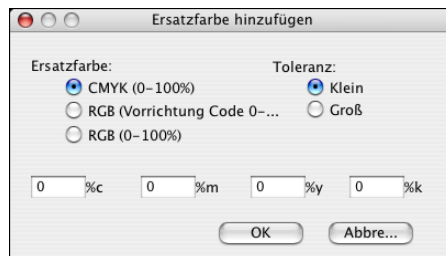 Ersatzfarbe hinzufügen
Ersatzfarbe: Toleranz:
CMYK (0–100%) Klein
RGB (Vorrichtung Code 0–... Groß
RGB (0–100%)
0 %c 0 %m 0 %y 0 %k
OK Abbre...